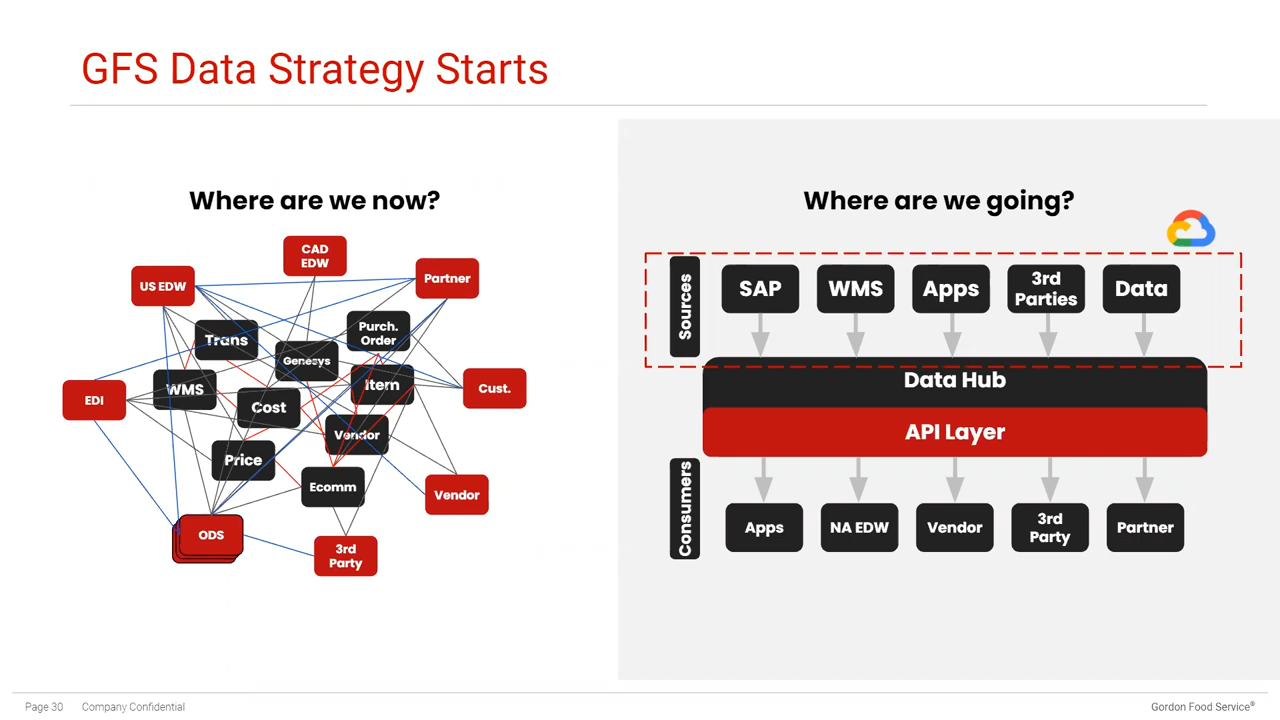 GFS Data Strategy Starts
Where are we now?
CAD
EDW
US EDW
Partner
Trans
Purch.
Order
Genesys
WMS
Item
Cust.
EDI
Cost
Vendor
Price
Ecomm
Vendor
ODS
3rd
Party
Where are we going?
Sources
SAP
WMS
Apps
3rd
Parties
Data
Data Hub
API Layer
Consumers
Apps
NA EDW
Vendor
3rd
Party
Partner
Page 30
Company Confidential
Gordon Food Service®